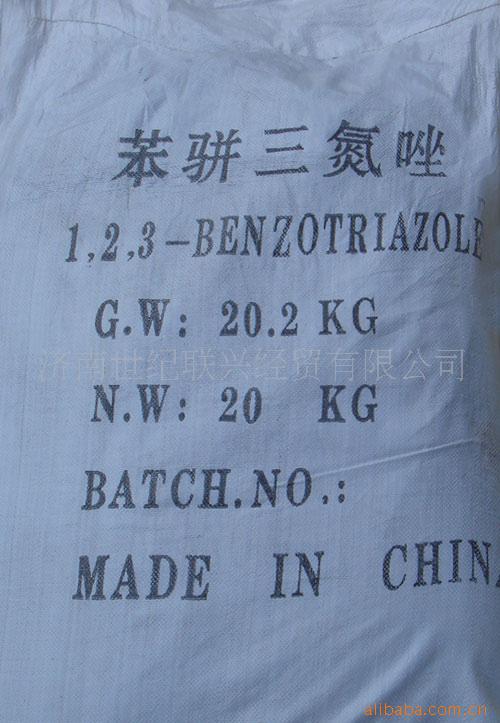 苯骈三氮唑
1,2,3-BENZOTRIAZOLE
G.W: 20.2 KG
济南世纪联兴经贸有限公司
N.W: 20 KG
BATCH.NO.:
MADE IN CHINA
alibaba.com.cn